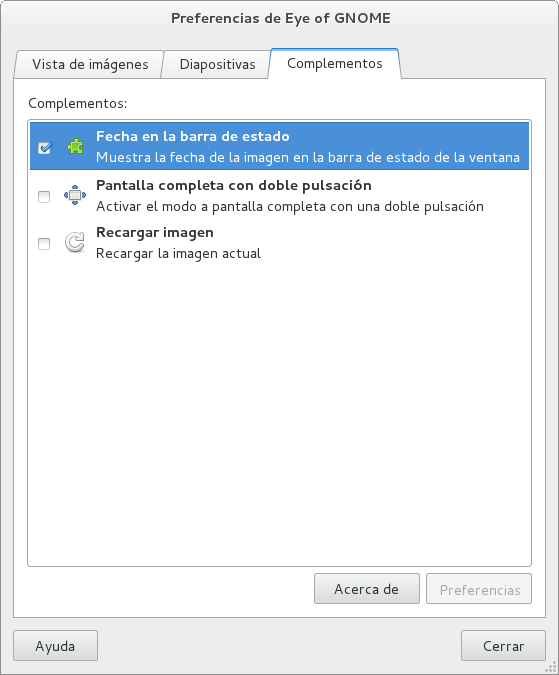 Preferencias de Eye of GNOME
Vista de imágenes
Diapositivas
Complementos
Complementos:
Fecha en la barra de estado
Muestra la fecha de la imagen en la barra de estado de la ventana
Pantalla completa con doble pulsación
Activar el modo a pantalla completa con una doble pulsación
Recargar imagen
Recargar la imagen actual
Acerca de
Preferencias
Ayuda
Cerrar